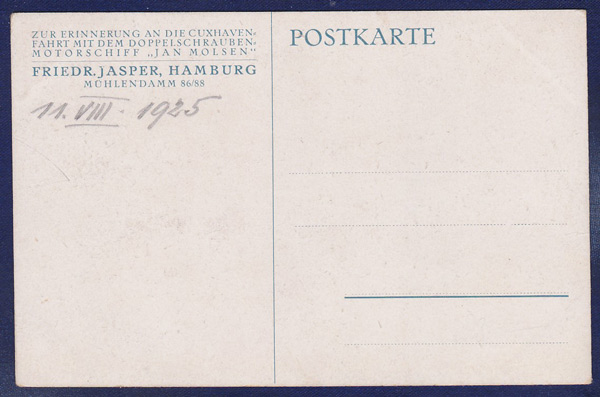 ZUR ERINNERUNG AN DIE CUXHAVEN-
FAHRT MIT DEM DOPPELSCHRAUBEN-
MOTORSCHIFF „JAN MOLSEN"
FRIEDR. JASPER, HAMBURG
MÜHLENDAMM 86/88
11. VIII. 1925
POSTKARTE